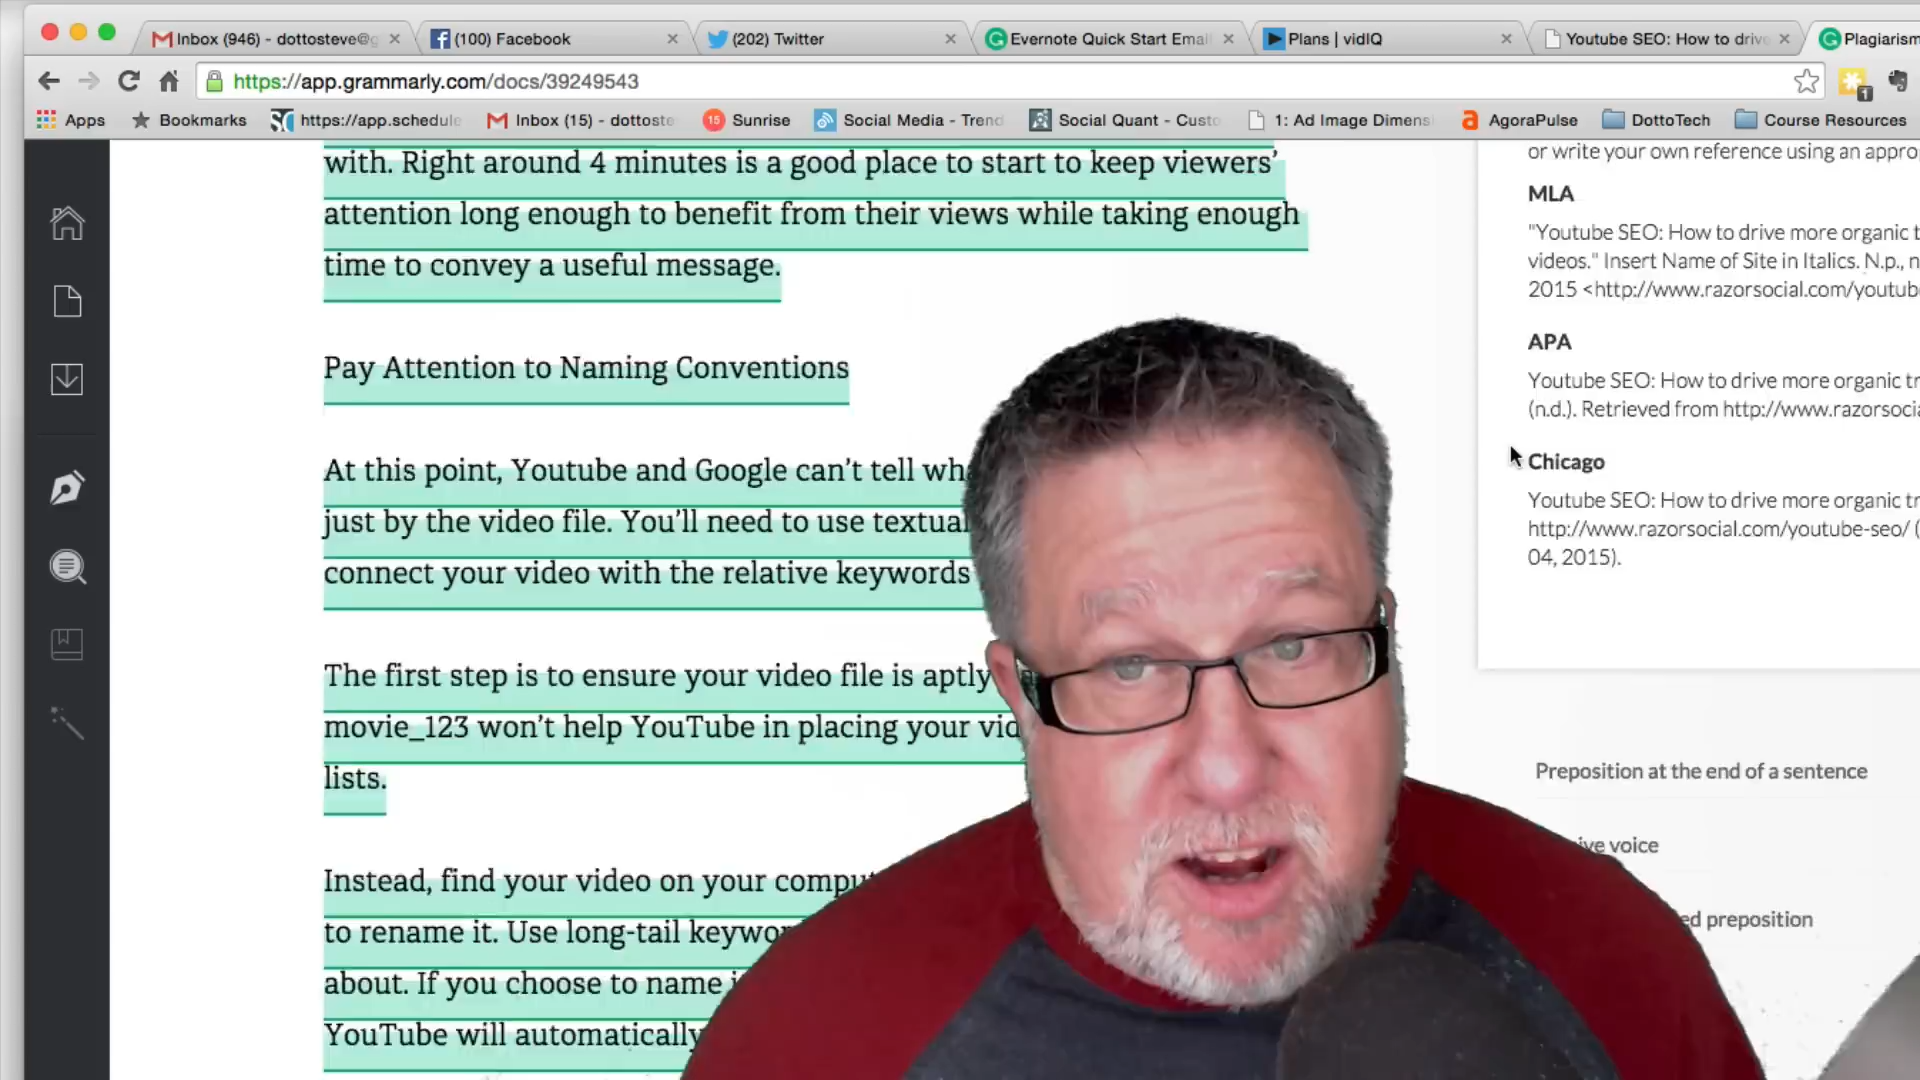 Inbox (946) - dottosteve@g
(100) Facebook
(202) Twitter
Evernote Quick Start Emai
Plans | vidIQ
Youtube SEO: How to drive
Plagiarism
https://app.grammarly.com/docs/39249543
1
Apps
Bookmarks
https://app.schedule
Inbox (15) - dottoste
15
Sunrise
Social Media - Trend
Social Quant - Custo
1: Ad Image Dimens
AgoraPulse
DottoTech
Course Resources
with. Right around 4 minutes is a good place to start to keep viewers’
attention long enough to benefit from their views while taking enough
time to convey a useful message.
Pay Attention to Naming Conventions
At this point, Youtube and Google can’t tell wh
just by the video file. You’ll need to use textual
connect your video with the relative keywords
The first step is to ensure your video file is aptly
movie_123 won’t help YouTube in placing your vid
lists.
Instead, find your video on your compu
to rename it. Use long-tail keywor
about. If you choose to name i
YouTube will automatically
or write your own reference using an appro
MLA
"Youtube SEO: How to drive more organic t
videos." Insert Name of Site in Italics. N.p., n
2015 <http://www.razorsocial.com/youtub
APA
Youtube SEO: How to drive more organic tr
(n.d.). Retrieved from http://www.razorsocia
Chicago
Youtube SEO: How to drive more organic tr
http://www.razorsocial.com/youtube-seo/ (
04, 2015).
Preposition at the end of a sentence
ive voice
ed preposition